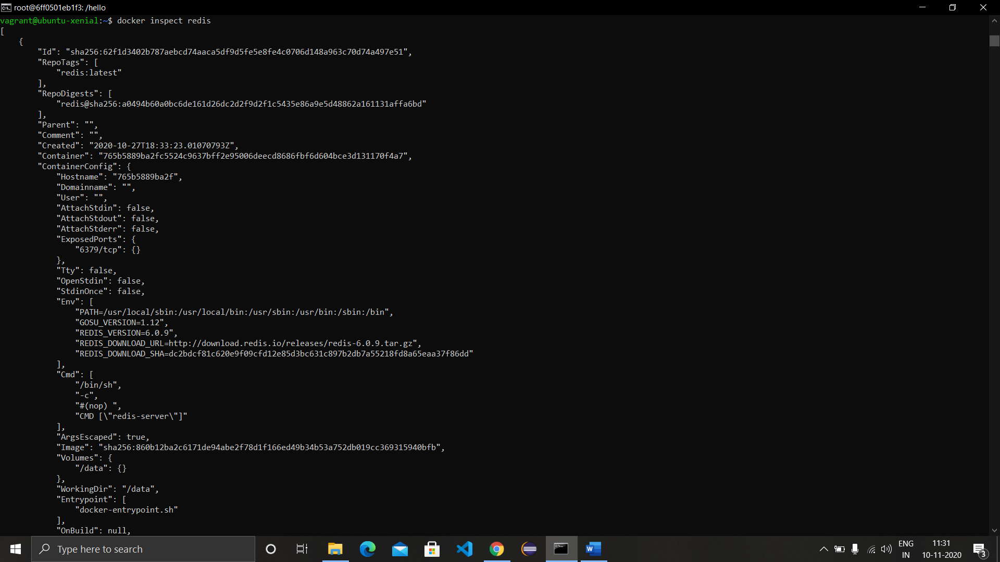 root@6ff0501eb1f3: /hello
vagrant@ubuntu-xenial:~$ docker inspect redis
[
    {
        "Id": "sha256:62f1d3402b787aebcd74aaca5df9d5fe5e8fe4c0706d148a963c70d74a497e51",
        "RepoTags": [
            "redis:latest"
        ],
        "RepoDigests": [
            "redis@sha256:a0494b60a0bc6de161d26dc2d2f9d2f1c5435e86a9e5d48862a161131affa6bd"
        ],
        "Parent": "",
        "Comment": "",
        "Created": "2020-10-27T18:33:23.01070793Z",
        "Container": "765b5889ba2fc5524c9637bff2e95006deecd8686fbf6d604bce3d131170f4a7",
        "ContainerConfig": {
            "Hostname": "765b5889ba2f",
            "Domainname": "",
            "User": "",
            "AttachStdin": false,
            "AttachStdout": false,
            "AttachStderr": false,
            "ExposedPorts": {
                "6379/tcp": {}
            },
            "Tty": false,
            "OpenStdin": false,
            "StdinOnce": false,
            "Env": [
                "PATH=/usr/local/sbin:/usr/local/bin:/usr/sbin:/usr/bin:/sbin:/bin",
                "GOSU_VERSION=1.12",
                "REDIS_VERSION=6.0.9",
                "REDIS_DOWNLOAD_URL=http://download.redis.io/releases/redis-6.0.9.tar.gz",
                "REDIS_DOWNLOAD_SHA=dc2bdcf81c620e9f09cfd12e85d3bc631c897b2db7a55218fd8a65eaa37f86dd"
            ],
            "Cmd": [
                "/bin/sh",
                "-c",
                "#(nop) ",
                "CMD [\"redis-server\"]"
            ],
            "ArgsEscaped": true,
            "Image": "sha256:860b12ba2c6171de94abe2f78d1f166ed49b34b53a752db019cc369315940bfb",
            "Volumes": {
                "/data": {}
            },
            "WorkingDir": "/data",
            "Entrypoint": [
                "docker-entrypoint.sh"
            ],
            "OnBuild": null,
Type here to search
ENG
IN
11:31
10-11-2020
3